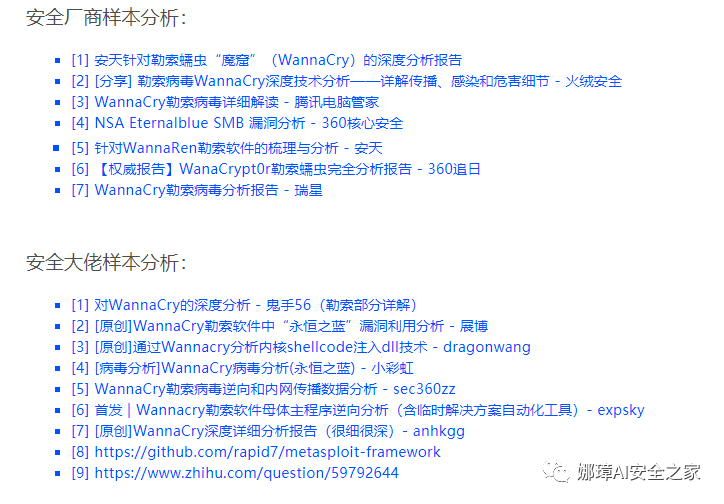 安全厂商样本分析：
[1] 安天针对勒索蠕虫“魔窟”（WannaCry）的深度分析报告
[2] [分享] 勒索病毒WannaCry深度技术分析——详解传播、感染和危害细节 - 火绒安全
[3] WannaCry勒索病毒详细解读 - 腾讯电脑管家
[4] NSA Eternalblue SMB 漏洞分析 - 360核心安全
[5] 针对WannaRen勒索软件的梳理与分析 - 安天
[6] 【权威报告】WanaCrypt0r勒索蠕虫完全分析报告 - 360追日
[7] WannaCry勒索病毒分析报告 - 瑞星
安全大佬样本分析：
[1] 对WannaCry的深度分析 - 鬼手56（勒索部分详解）
[2] [原创]WannaCry勒索软件中“永恒之蓝”漏洞利用分析 - 展博
[3] [原创]通过Wannacry分析内核shellcode注入dll技术 - dragonwang
[4] [病毒分析]WannaCry病毒分析(永恒之蓝) - 小彩虹
[5] WannaCry勒索病毒逆向和内网传播数据分析 - sec360zz
[6] 首发 | Wannacry勒索软件母体主程序逆向分析（含临时解决方案自动化工具）- expsky
[7] [原创]WannaCry深度详细分析报告（很细很深）- anhkgg
[8] https://github.com/rapid7/metasploit-framework
[9] https://www.zhihu.com/question/59792644
娜璋AI安全之家